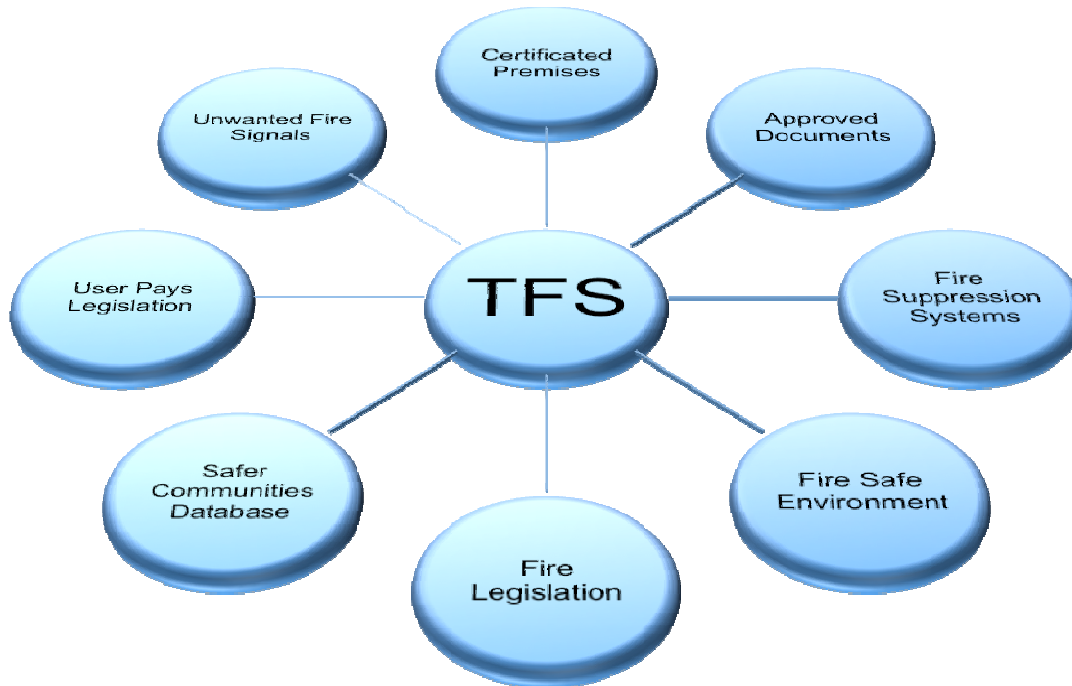 Certificated
Premises
Approved
Documents
Fire
Suppression
Systems
Fire Safe
Environment
Fire
Legislation
Safer
Communities
Database
User Pays
Legislation
Unwanted Fire
Signals
TFS